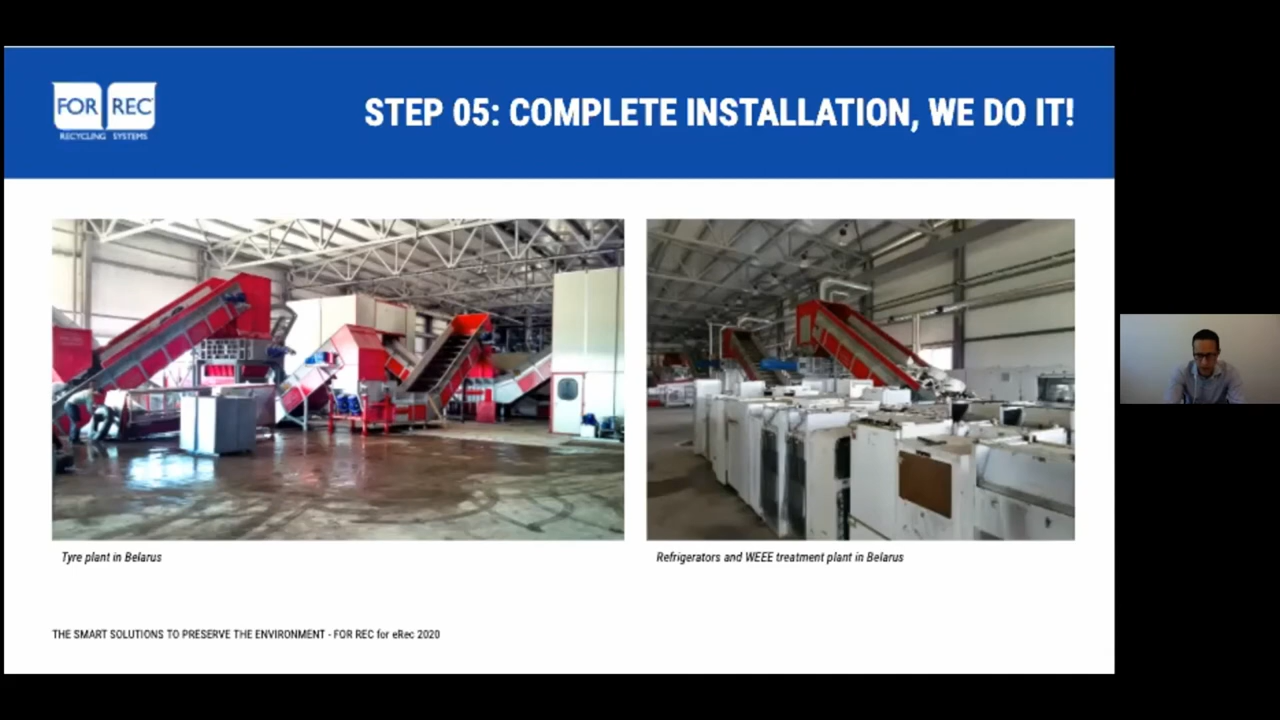 FOR REC
RECYCLING SYSTEMS
STEP 05: COMPLETE INSTALLATION, WE DO IT!
Tyre plant in Belarus
Refrigerators and WEEE treatment plant in Belarus
THE SMART SOLUTIONS TO PRESERVE THE ENVIRONMENT - FOR REC for eRec 2020